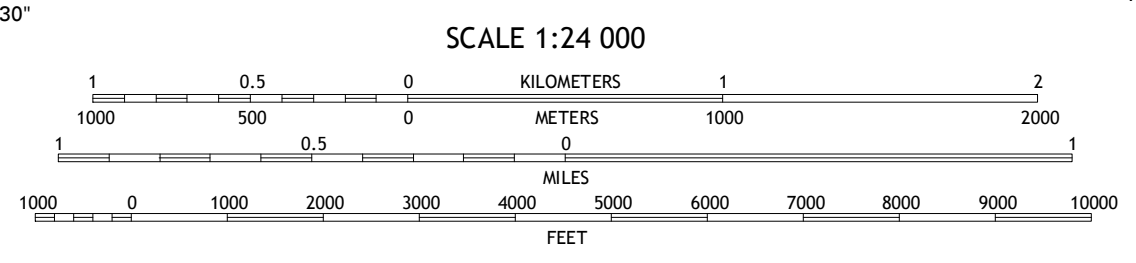 30"
SCALE 1:24 000
1 0.5 0 KILOMETERS 1 2
1000 500 0 METERS 1000 2000
1 0.5 0 1
MILES
1000 0 1000 2000 3000 4000 5000 6000 7000 8000 9000 10000
FEET